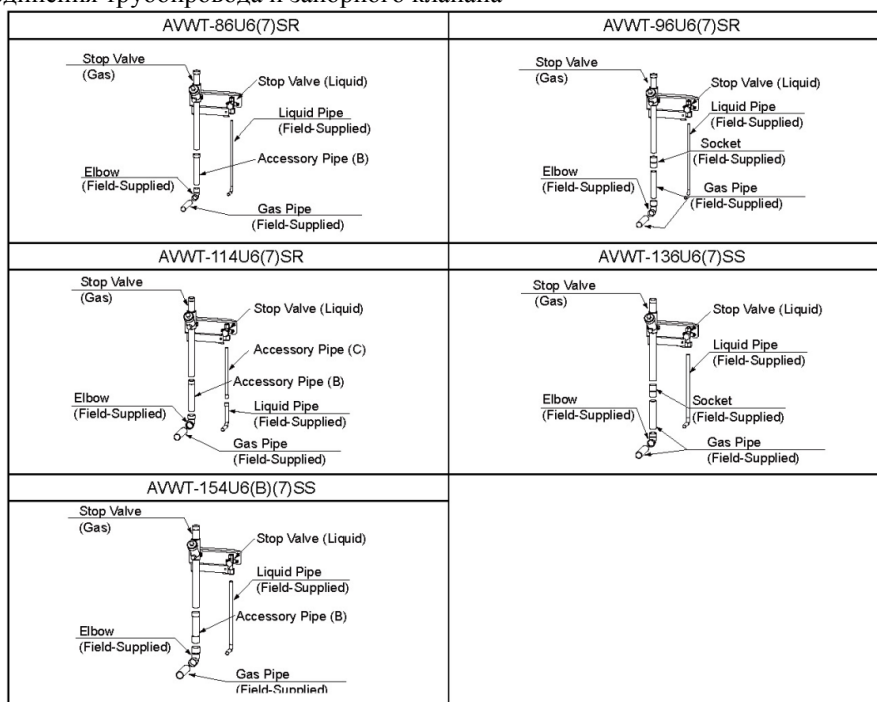 единения трубопровода и запорного клапана
AVWT-86U6(7)SR
Stop Valve
(Gas)
Stop Valve (Liquid)
Liquid Pipe
(Field-Supplied)
Accessory Pipe (B)
Elbow
(Field-Supplied)
Gas Pipe
(Field-Supplied)
AVWT-96U6(7)SR
Stop Valve
(Gas)
Stop Valve (Liquid)
Liquid Pipe
(Field-Supplied)
Socket
(Field-Supplied)
Elbow
(Field-Supplied)
Gas Pipe
(Field-Supplied)
AVWT-114U6(7)SR
Stop Valve
(Gas)
Stop Valve (Liquid)
Accessory Pipe (C)
Accessory Pipe (B)
Elbow
(Field-Supplied)
Liquid Pipe
(Field-Supplied)
Gas Pipe
(Field-Supplied)
AVWT-136U6(7)SS
Stop Valve
(Gas)
Stop Valve (Liquid)
Liquid Pipe
(Field-Supplied)
Elbow
(Field-Supplied)
Socket
(Field-Supplied)
Gas Pipe
(Field-Supplied)
AVWT-154U6(B)(7)SS
Stop Valve
(Gas)
Stop Valve (Liquid)
Liquid Pipe
(Field-Supplied)
Accessory Pipe (B)
Elbow
(Field-Supplied)
Gas Pipe
(Field-Supplied)